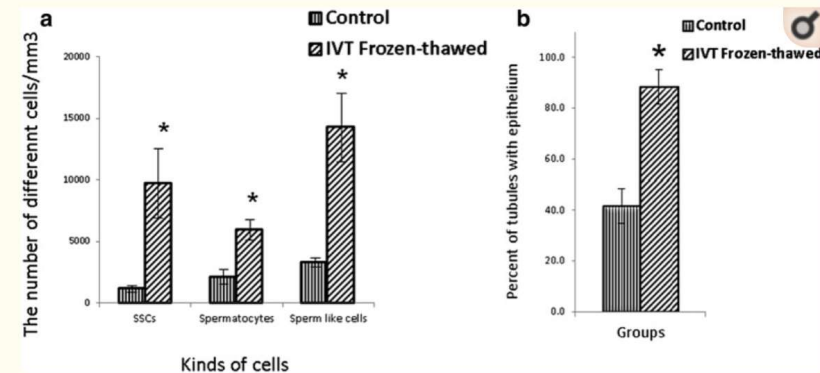 a
Control
IVT Frozen-thawed
The number of differennt cells/mm3
20000
15000
10000
5000
0
*
*
*
SSCs
Spermatocytes
Sperm like cells
Kinds of cells
b
Control
IVT Frozen-thawed
Percent of tubules with epithelium
100.0
80.0
60.0
40.0
20.0
0.0
*
Groups